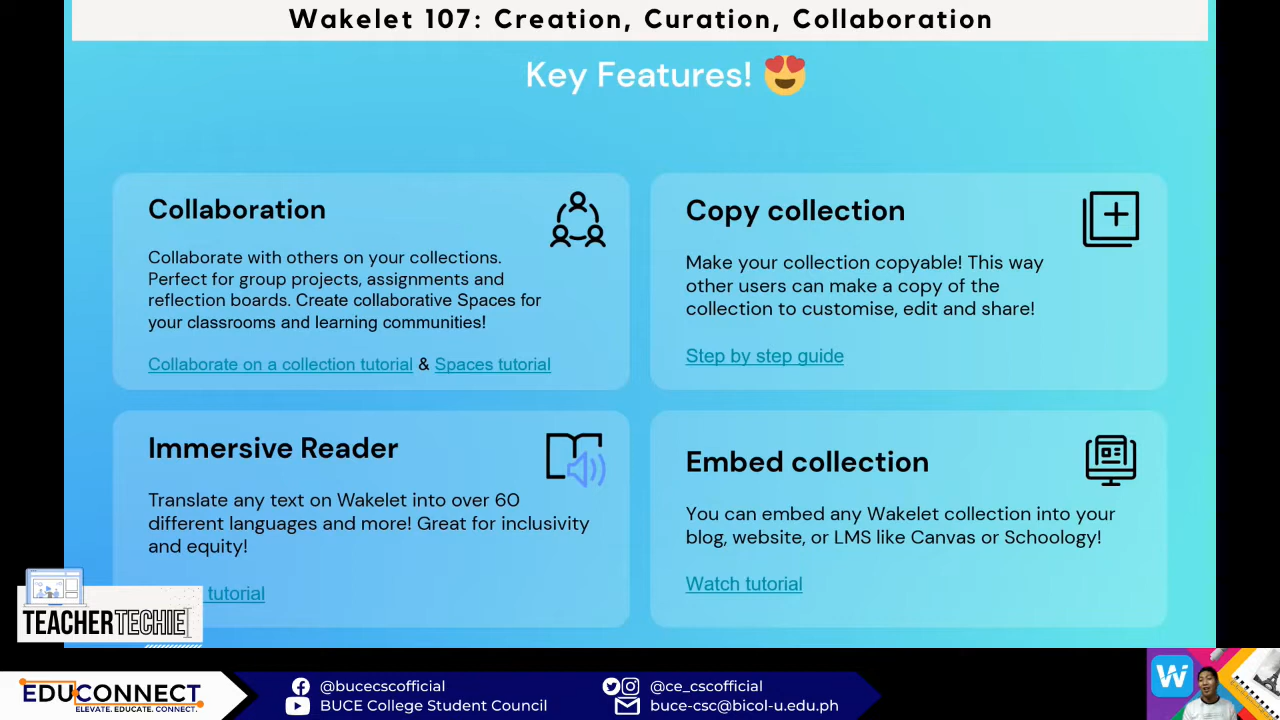 Wakelet 107: Creation, Curation, Collaboration
Key Features!
Collaboration
Collaborate with others on your collections.
Perfect for group projects, assignments and
reflection boards. Create collaborative Spaces for
your classrooms and learning communities!
Collaborate on a collection tutorial & Spaces tutorial
Copy collection
Make your collection copyable! This way
other users can make a copy of the
collection to customise, edit and share!
Step by step guide
Immersive Reader
Translate any text on Wakelet into over 60
different languages and more! Great for inclusivity
and equity!
tutorial
Embed collection
You can embed any Wakelet collection into your
blog, website, or LMS like Canvas or Schoology!
Watch tutorial
TEACHERTECHIE
EDUCONNECT
ELEVATE. EDUCATE. CONNECT.
@bucecscofficial
BUCE College Student Council
@ce_cscofficial
buce-csc@bicol-u.edu.ph
W